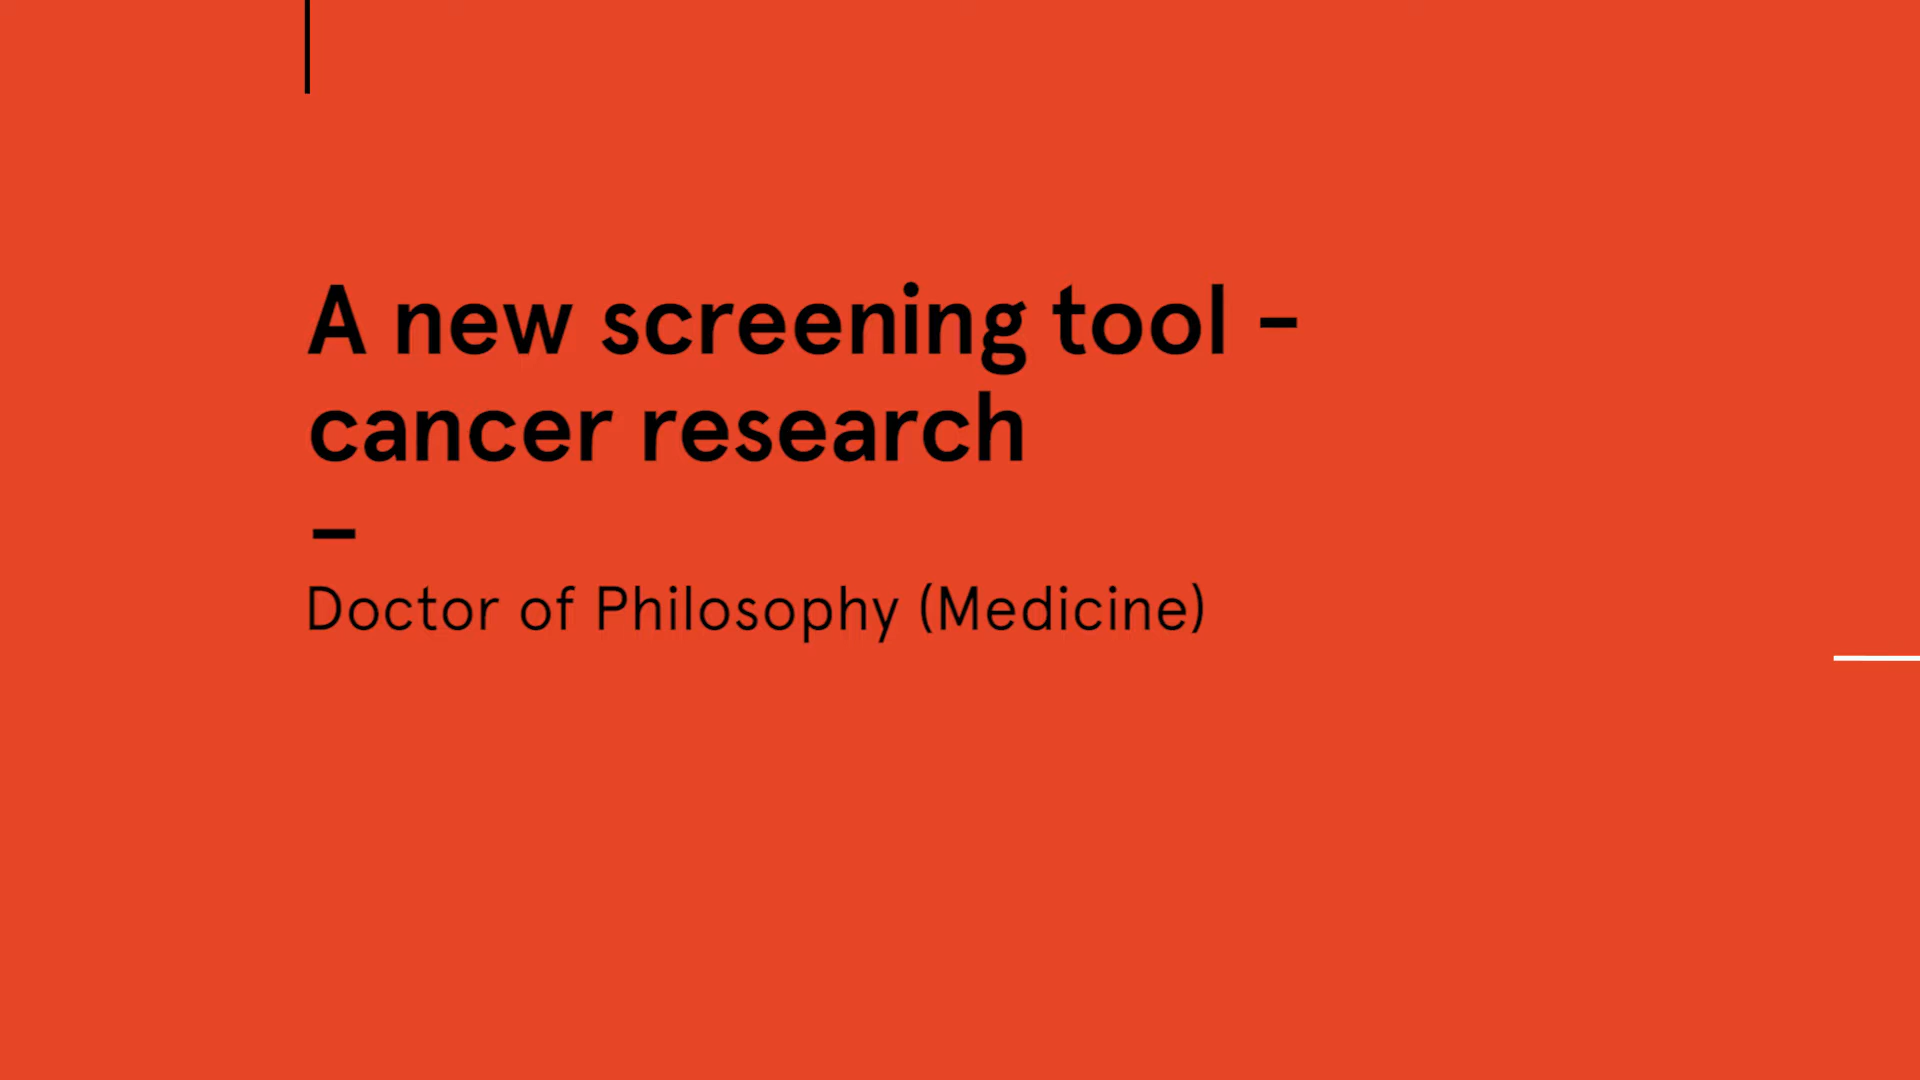 A new screening tool –
cancer research
–
Doctor of Philosophy (Medicine)